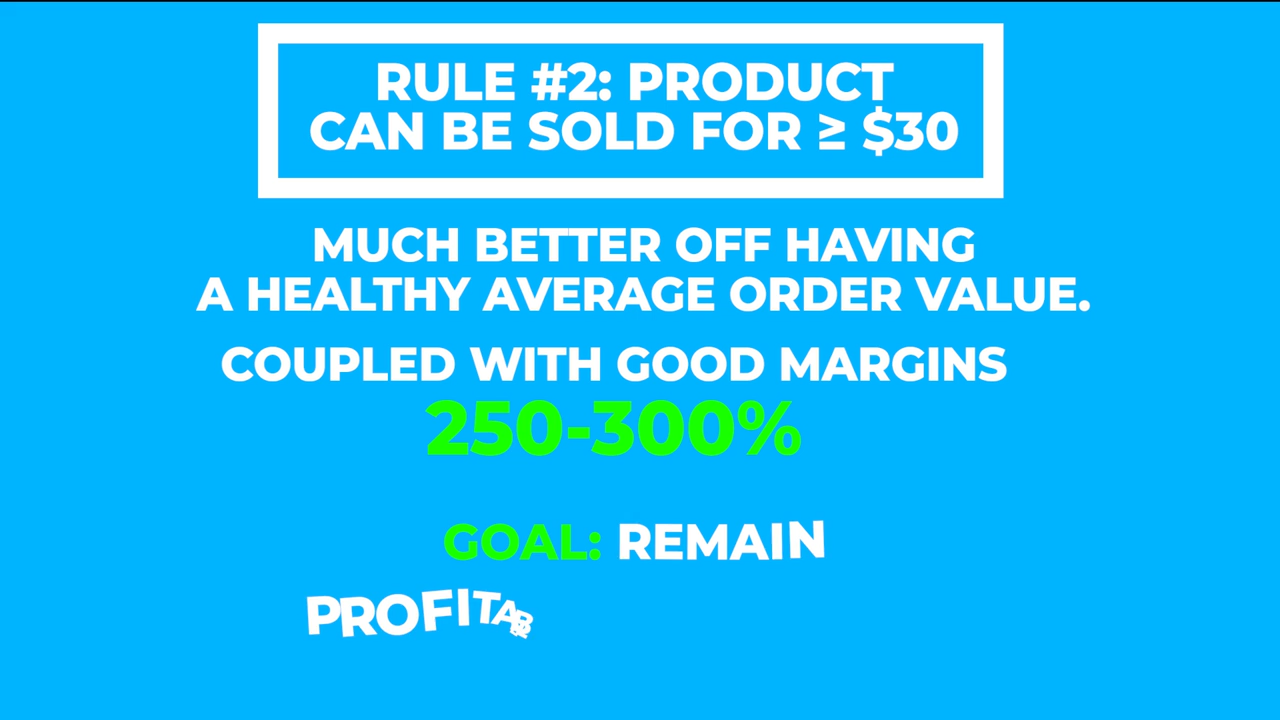 RULE #2: PRODUCT
CAN BE SOLD FOR ≥ $30
MUCH BETTER OFF HAVING
A HEALTHY AVERAGE ORDER VALUE.
COUPLED WITH GOOD MARGINS
250-300%
GOAL: REMAIN
PROFITAB